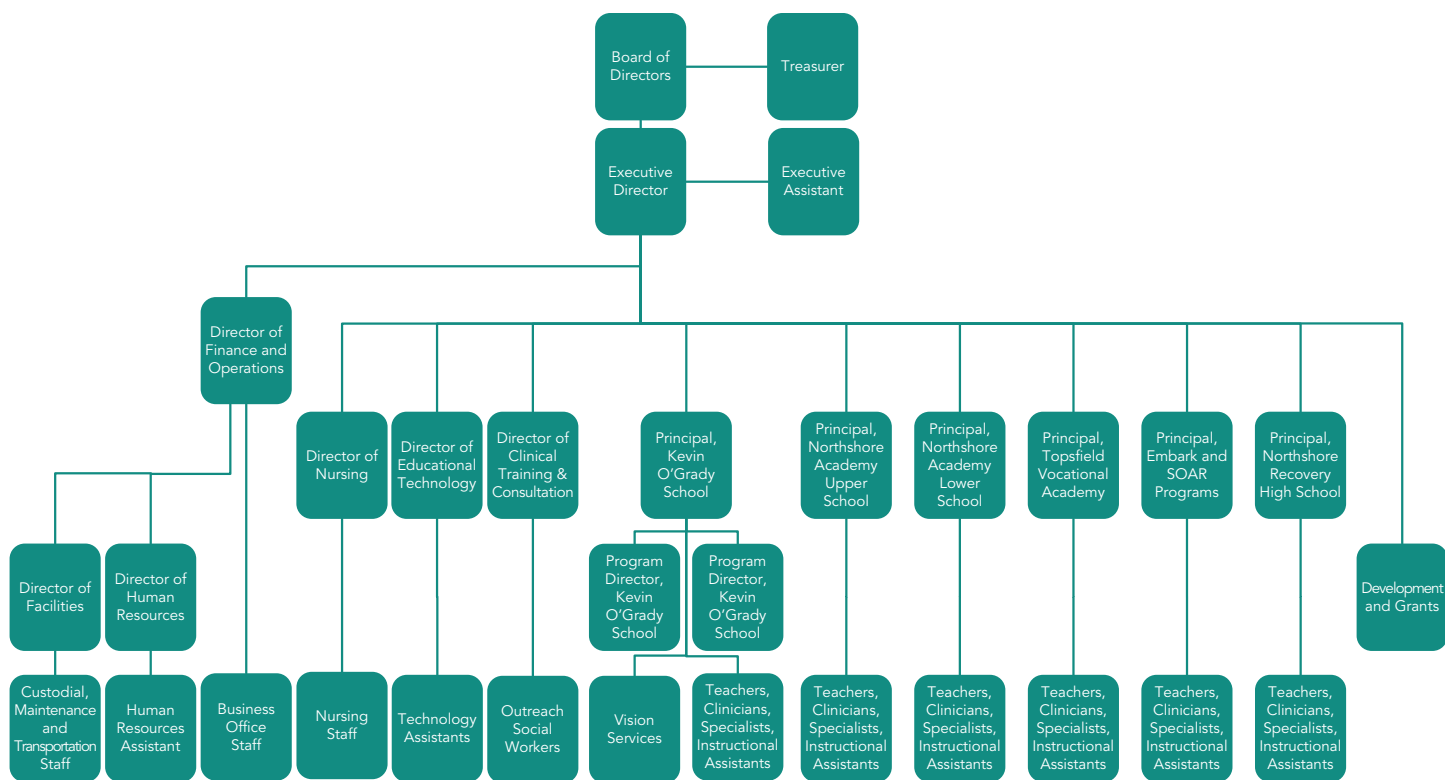 Board of
Directors
Treasurer
Executive
Director
Executive
Assistant
Director of
Finance and
Operations
Director of
Nursing
Director of
Educational
Technology
Director of
Clinical
Training &
Consultation
Principal,
Kevin
O’Grady
School
Principal,
Northshore
Academy
Upper
School
Principal,
Northshore
Academy
Lower
School
Principal,
Topsfield
Vocational
Academy
Principal,
Embark and
SOAR
Programs
Principal,
Northshore
Recovery
High School
Director of
Facilities
Director of
Human
Resources
Program
Director,
Kevin
O’Grady
School
Program
Director,
Kevin
O’Grady
School
Development
and Grants
Custodial,
Maintenance
and
Transportation
Staff
Human
Resources
Assistant
Business
Office
Staff
Nursing
Staff
Technology
Assistants
Outreach
Social
Workers
Vision
Services
Teachers,
Clinicians,
Specialists,
Instructional
Assistants
Teachers,
Clinicians,
Specialists,
Instructional
Assistants
Teachers,
Clinicians,
Specialists,
Instructional
Assistants
Teachers,
Clinicians,
Specialists,
Instructional
Assistants
Teachers,
Clinicians,
Specialists,
Instructional
Assistants
Teachers,
Clinicians,
Specialists,
Instructional
Assistants